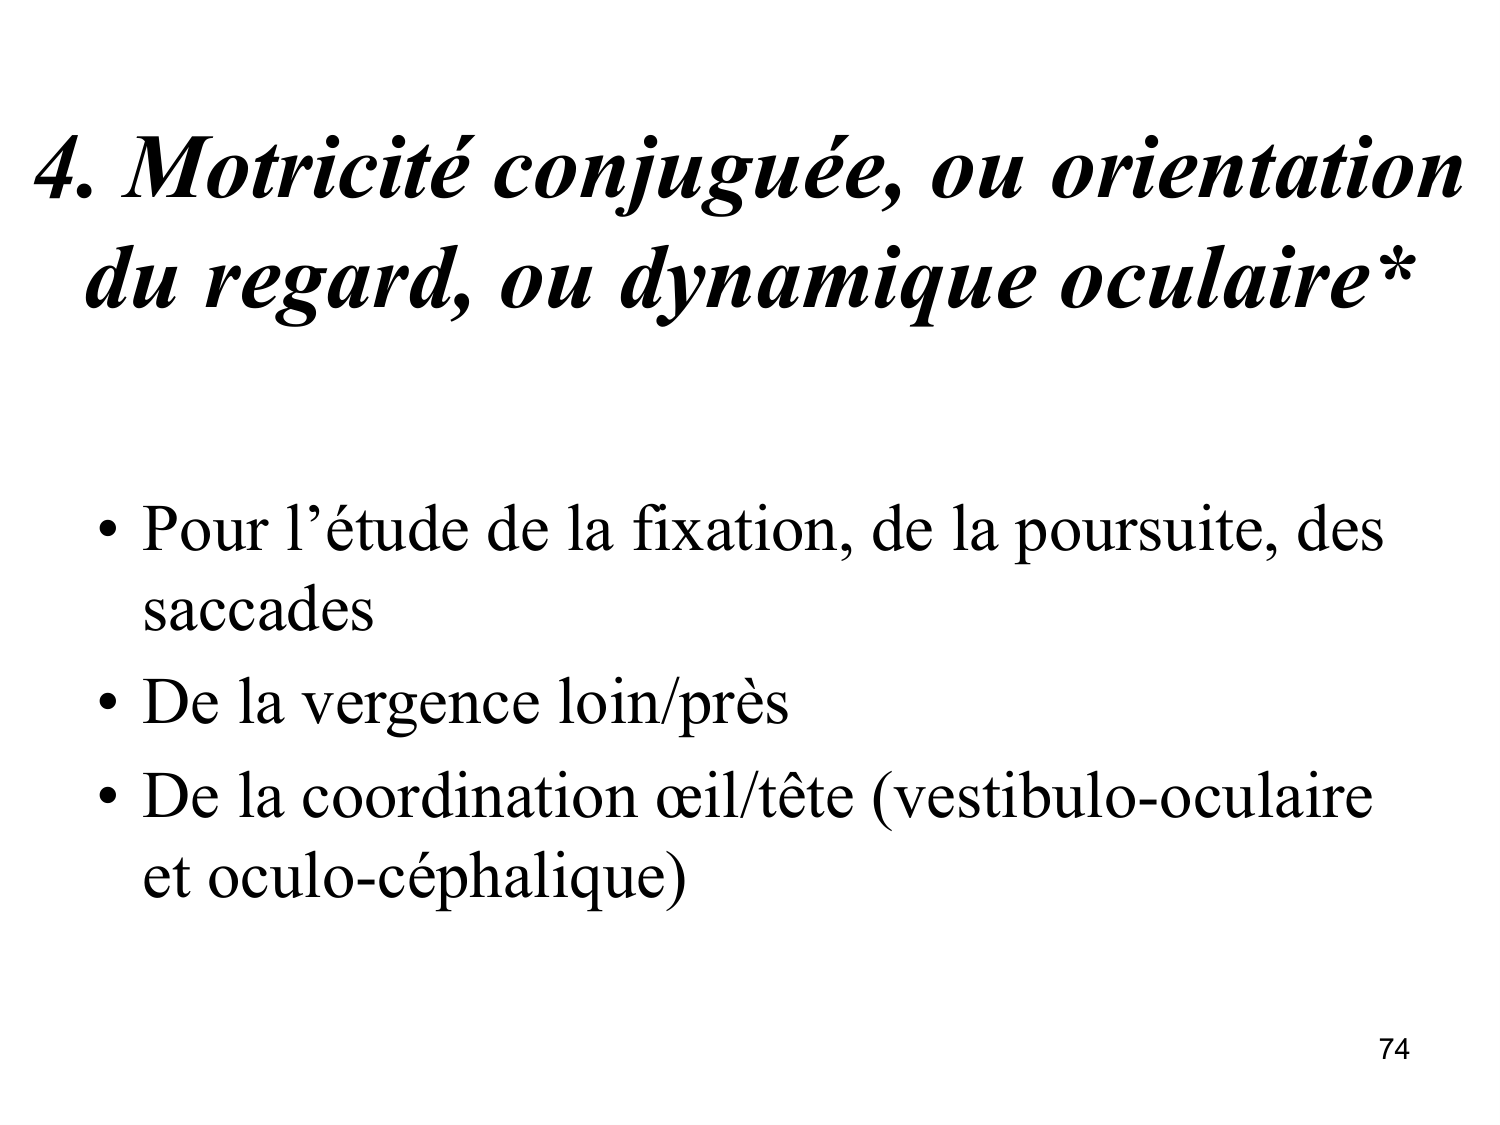 4. Motricité conjuguée, ou orientation
du regard, ou dynamique oculaire*
• Pour l’étude de la fixation, de la poursuite, des
saccades
• De la vergence loin/près
• De la coordination œil/tête (vestibulo-oculaire
et oculo-céphalique)
74